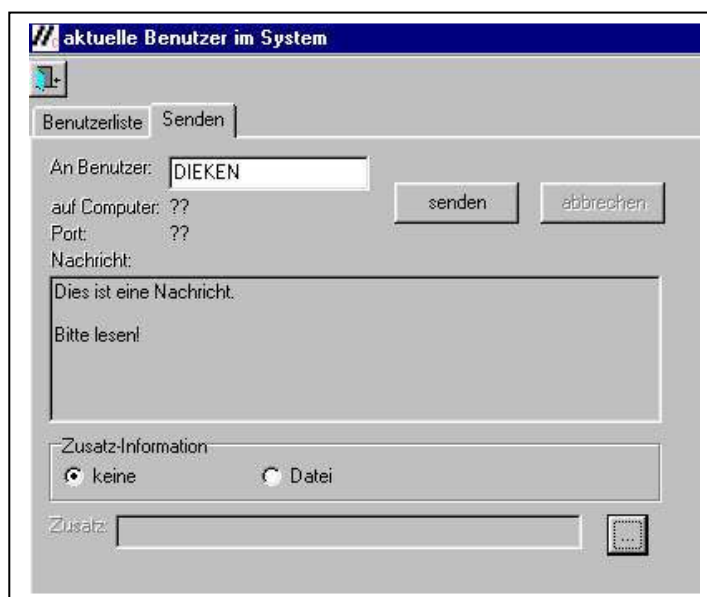 aktuelle Benutzer im System
Benutzerliste Senden
An Benutzer: DIEKEN
senden abbrechen
auf Computer: ??
Port: ??
Nachricht:
Dies ist eine Nachricht.
Bitte lesen!
Zusatz-Information
keine Datei
Zusatz: ...